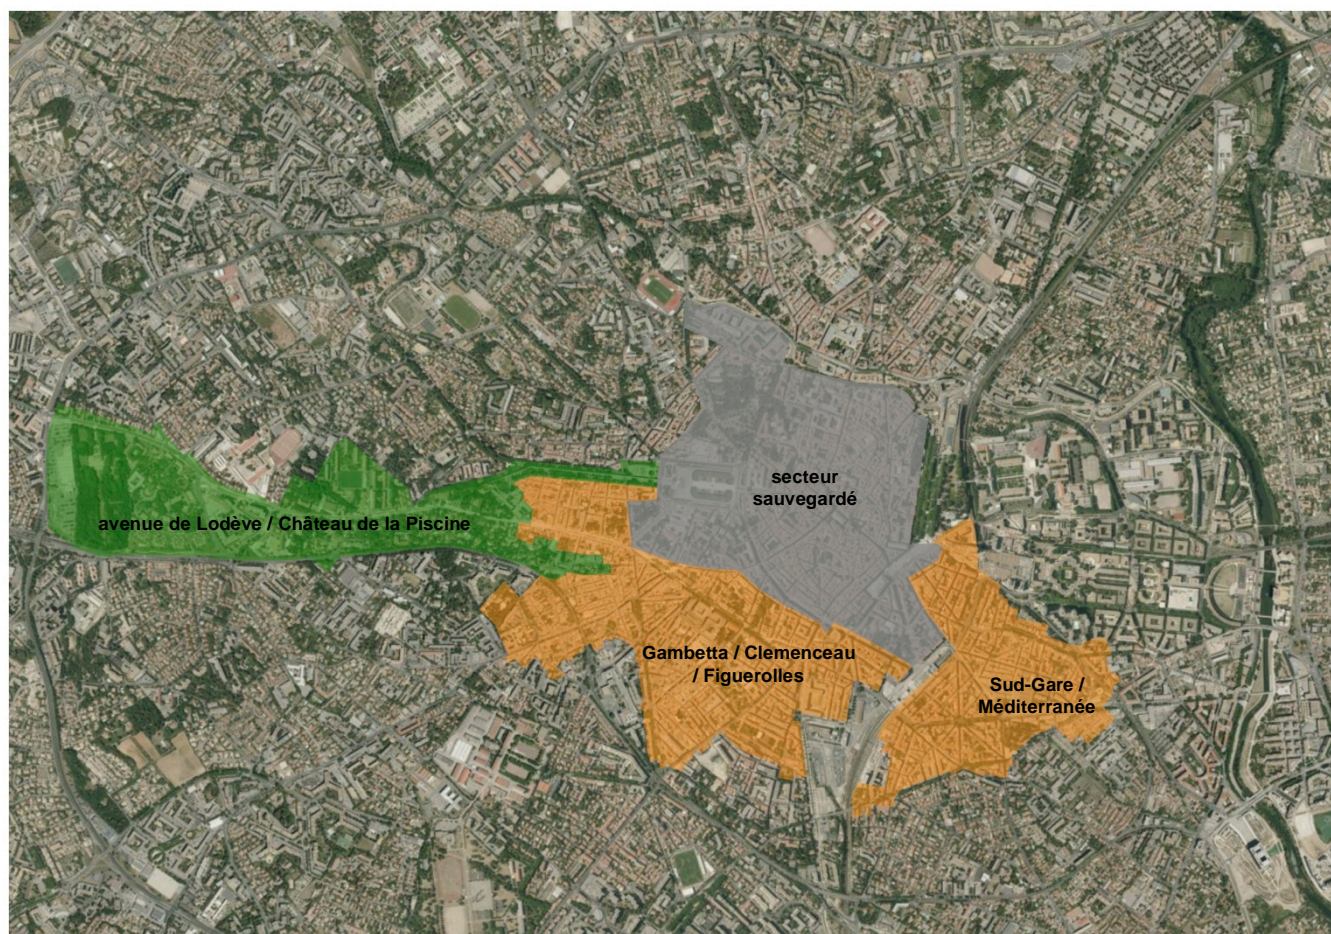 secteur
sauvegardé
avenue de Lodève / Château de la Piscine
Gambetta / Clemenceau
/ Figuerolles
Sud-Gare /
Méditerranée